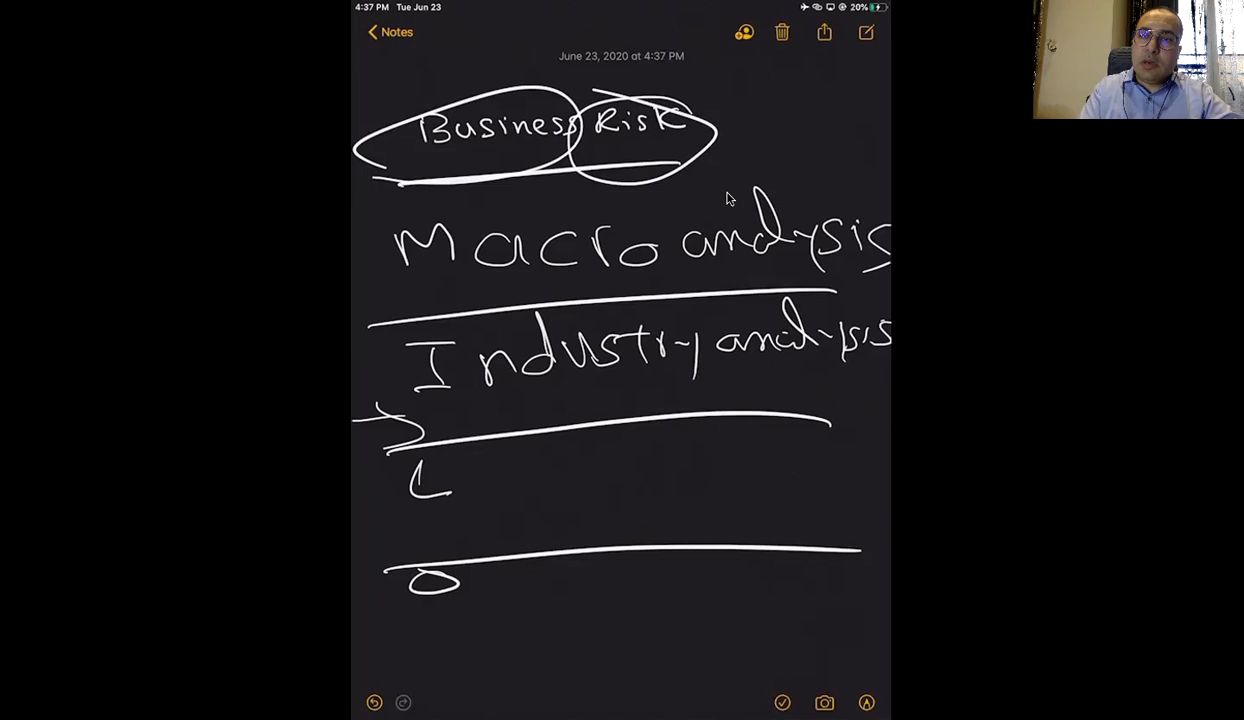 4:37 PM Tue Jun 23
20%
Notes
June 23, 2020 at 4:37 PM
Business Risk
Macro analysis
Industry analysis